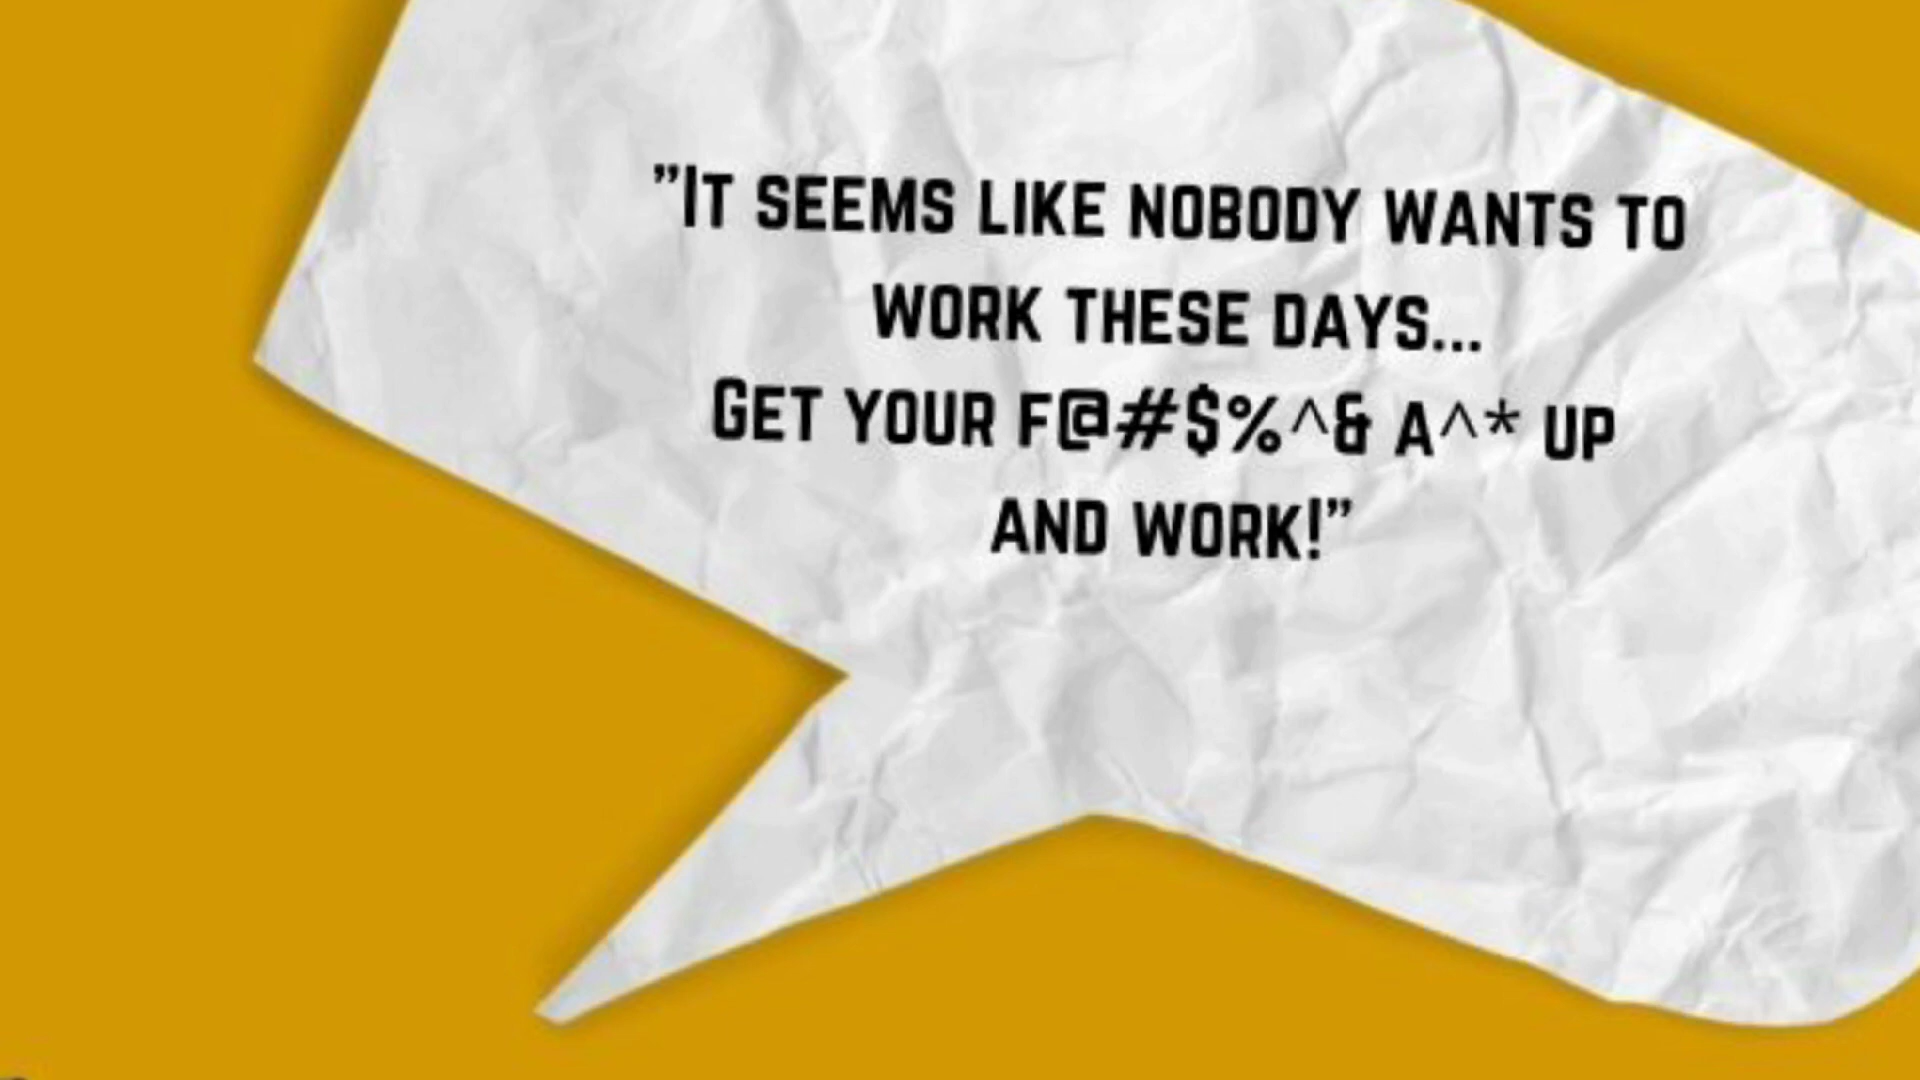 "It seems like nobody wants to
work these days...
Get your f@#$%^& a^* up
and work!"